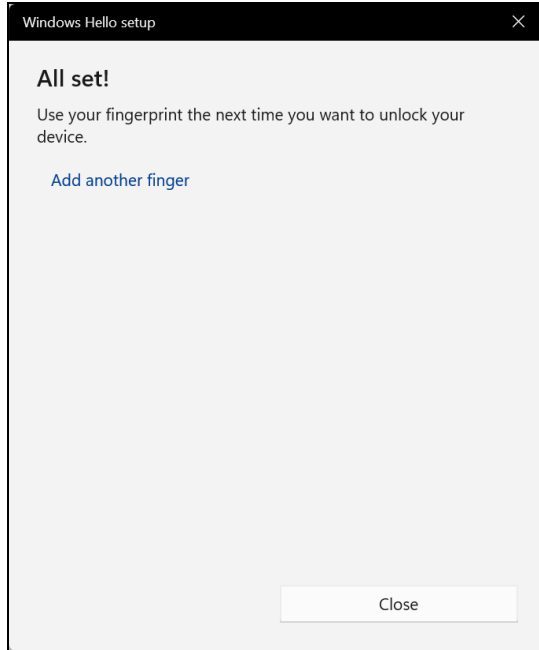 Windows Hello setup
All set!
Use your fingerprint the next time you want to unlock your
device.
Add another finger
Close